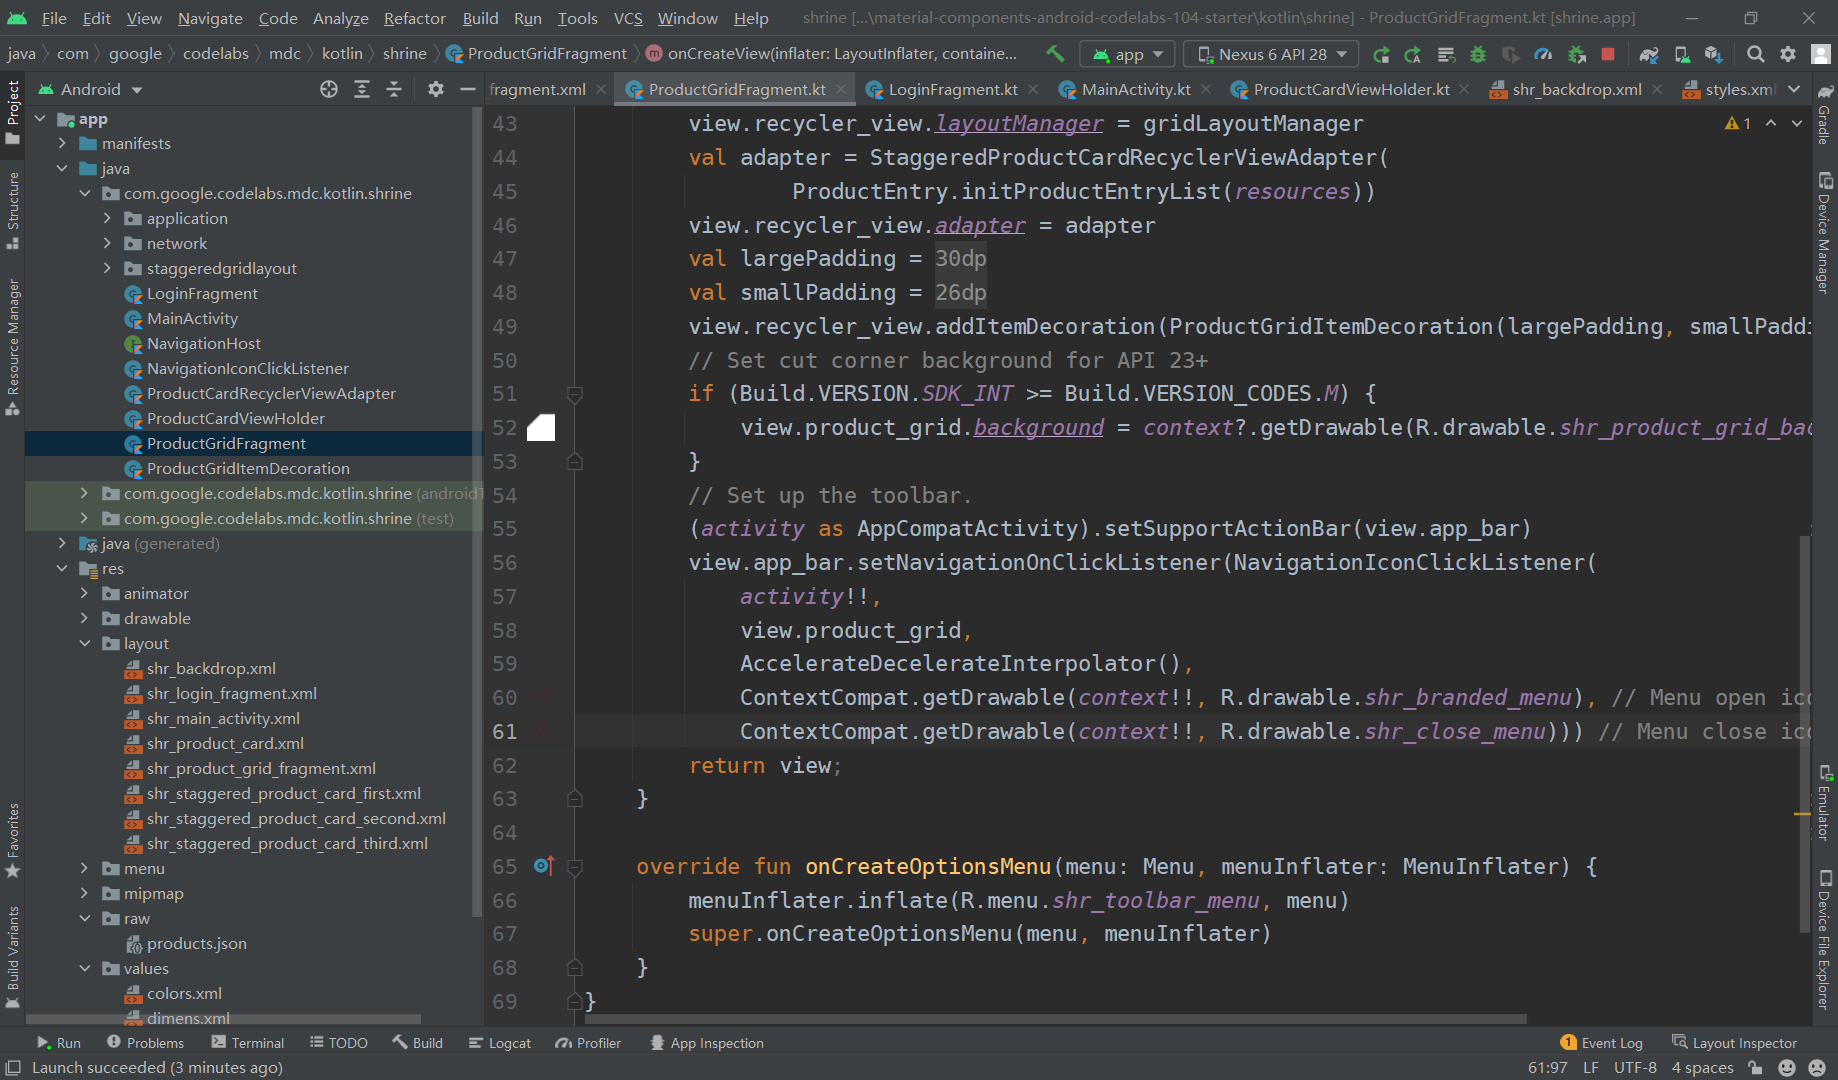 File Edit View Navigate Code Analyze Refactor Build Run Tools VCS Window Help shrine [...\material-components-android-codelabs-104-starter\kotlin\shrine] - ProductGridFragment.kt [shrine.app]
java com google codelabs mdc kotlin shrine ProductGridFragment onCreateView(inflater: LayoutInflater, containe... app Nexus 6 API 28
Android
fragment.xml ProductGridFragment.kt LoginFragment.kt MainActivity.kt ProductCardViewHolder.kt shr_backdrop.xml styles.xml
Project
Structure
Resource Manager
Favorites
Build Variants
app
manifests
java
com.google.codelabs.mdc.kotlin.shrine
application
network
staggeredgridlayout
LoginFragment
MainActivity
NavigationHost
NavigationIconClickListener
ProductCardRecyclerViewAdapter
ProductCardViewHolder
ProductGridFragment
ProductGridItemDecoration
com.google.codelabs.mdc.kotlin.shrine (androidT
com.google.codelabs.mdc.kotlin.shrine (test)
java (generated)
res
animator
drawable
layout
shr_backdrop.xml
shr_login_fragment.xml
shr_main_activity.xml
shr_product_card.xml
shr_product_grid_fragment.xml
shr_staggered_product_card_first.xml
shr_staggered_product_card_second.xml
shr_staggered_product_card_third.xml
menu
mipmap
raw
products.json
values
colors.xml
dimens.xml
43 view.recycler_view.layoutManager = gridLayoutManager
44 val adapter = StaggeredProductCardRecyclerViewAdapter(
45 ProductEntry.initProductEntryList(resources))
46 view.recycler_view.adapter = adapter
47 val largePadding = 30dp
48 val smallPadding = 26dp
49 view.recycler_view.addItemDecoration(ProductGridItemDecoration(largePadding, smallPaddi
50 // Set cut corner background for API 23+
51 if (Build.VERSION.SDK_INT >= Build.VERSION_CODES.M) {
52 view.product_grid.background = context?.getDrawable(R.drawable.shr_product_grid_bac
53 }
54 // Set up the toolbar.
55 (activity as AppCompatActivity).setSupportActionBar(view.app_bar)
56 view.app_bar.setNavigationOnClickListener(NavigationIconClickListener(
57 activity!!,
58 view.product_grid,
59 AccelerateDecelerateInterpolator(),
60 ContextCompat.getDrawable(context!!, R.drawable.shr_branded_menu), // Menu open ico
61 ContextCompat.getDrawable(context!!, R.drawable.shr_close_menu))) // Menu close ico
62 return view;
63 }
64
65 override fun onCreateOptionsMenu(menu: Menu, menuInflater: MenuInflater) {
66 menuInflater.inflate(R.menu.shr_toolbar_menu, menu)
67 super.onCreateOptionsMenu(menu, menuInflater)
68 }
69 }
1
Gradle
Device Manager
Emulator
Device File Explorer
Run Problems Terminal TODO Build Logcat Profiler App Inspection 1 Event Log Layout Inspector
Launch succeeded (3 minutes ago) 61:97 LF UTF-8 4 spaces